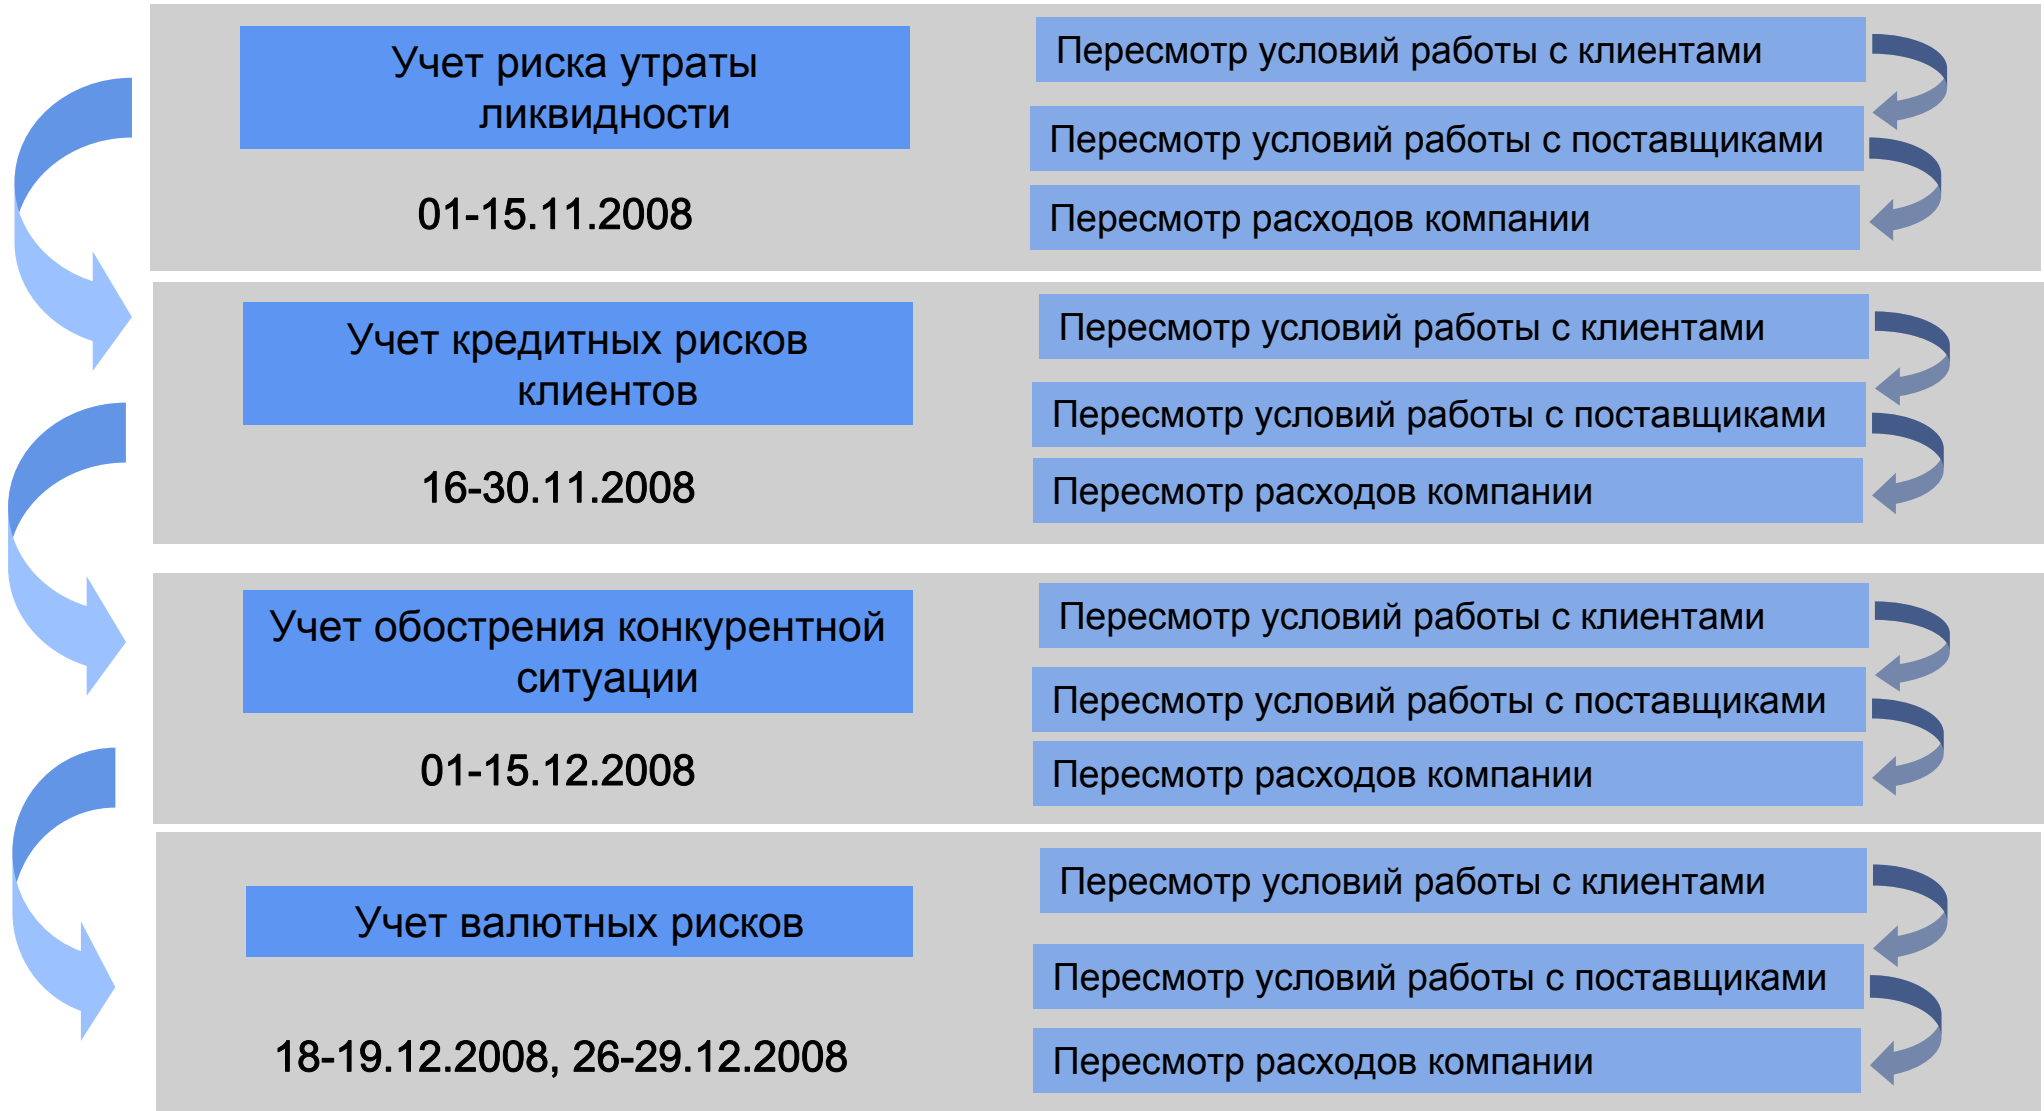 Учет риска утраты
ликвидности
01-15.11.2008
Пересмотр условий работы с клиентами
Пересмотр условий работы с поставщиками
Пересмотр расходов компании
Учет кредитных рисков
клиентов
16-30.11.2008
Пересмотр условий работы с клиентами
Пересмотр условий работы с поставщиками
Пересмотр расходов компании
Учет обострения конкурентной
ситуации
01-15.12.2008
Пересмотр условий работы с клиентами
Пересмотр условий работы с поставщиками
Пересмотр расходов компании
Учет валютных рисков
18-19.12.2008, 26-29.12.2008
Пересмотр условий работы с клиентами
Пересмотр условий работы с поставщиками
Пересмотр расходов компании